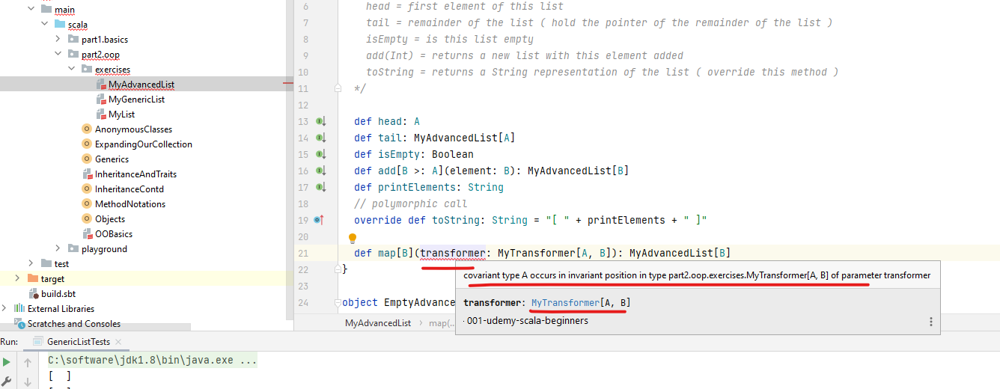 main
scala
part1.basics
part2.oop
exercises
MyAdvancedList
MyGenericList
MyList
AnonymousClasses
ExpandingOurCollection
Generics
InheritanceAndTraits
InheritanceContd
MethodNotations
Objects
OOBasics
playground
test
target
build.sbt
External Libraries
Scratches and Consoles
6 head = first element of this list
7 tail = remainder of the list ( hold the pointer of the remainder of the list )
8 isEmpty = is this list empty
9 add(Int) = returns a new list with this element added
10 toString = returns a String representation of the list ( override this method )
11 */
12
13 def head: A
14 def tail: MyAdvancedList[A]
15 def isEmpty: Boolean
16 def add[B >: A](element: B): MyAdvancedList[B]
17 def printElements: String
18 // polymorphic call
19 override def toString: String = "[ " + printElements + " ]"
20
21 def map[B](transformer: MyTransformer[A, B]): MyAdvancedList[B]
22 }
23
24 object EmptyAdvance
covariant type A occurs in invariant position in type part2.oop.exercises.MyTransformer[A, B] of parameter transformer
transformer: MyTransformer[A, B]
001-udemy-scala-beginners
MyAdvancedList > map(..
Run: GenericListTests
C:\software\jdk1.8\bin\java.exe ...
[ ]